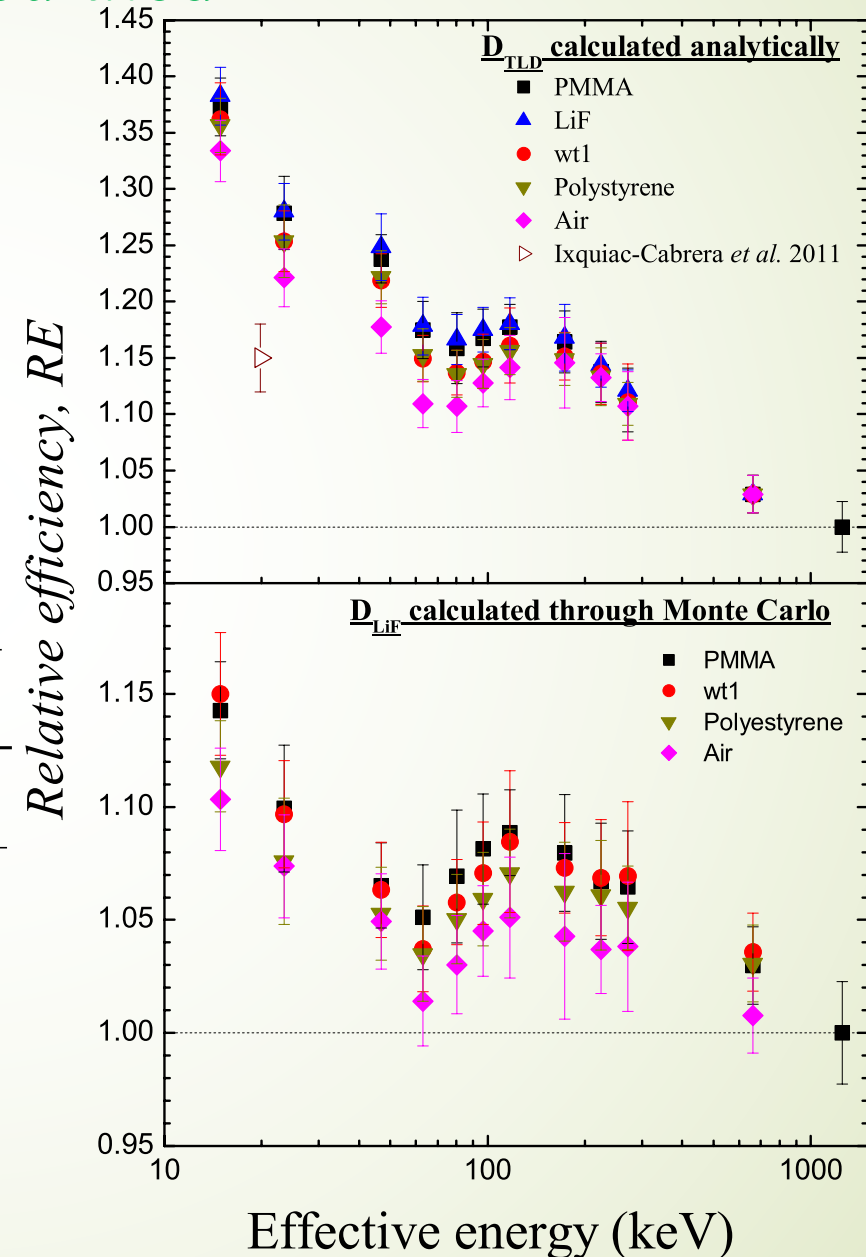 1.45
1.40
1.35
1.30
1.25
1.20
1.15
1.10
1.05
1.00
0.95
D_TLD calculated analytically
PMMA
LiF
wt1
Polystyrene
Air
Ixquiac-Cabrera et al. 2011
Relative efficiency, RE
D_LiF calculated through Monte Carlo
PMMA
wt1
Polyestyrene
Air
1.15
1.10
1.05
1.00
0.95
10
100
1000
Effective energy (keV)